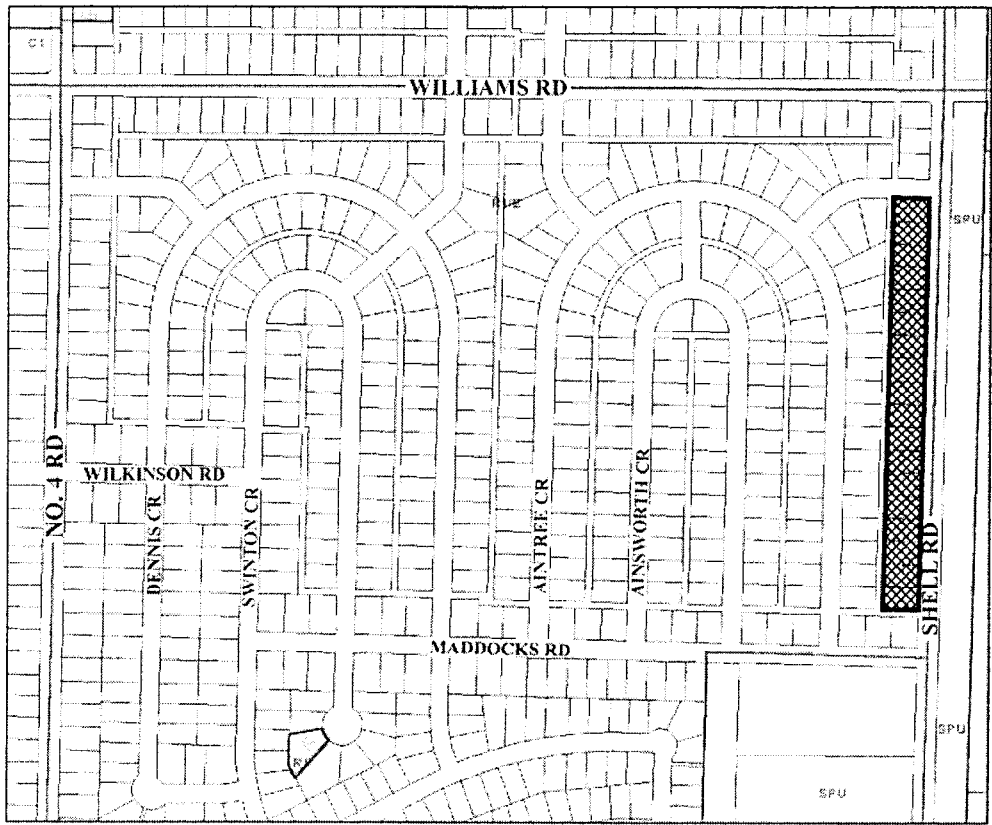 C1
WILLIAMS RD
SPU
NO. 4 RD
WILKINSON RD
DENNIS CR
SWINTON CR
AINTREE CR
AINSWORTH CR
SHELL RD
MADDOCKS RD
SPU
SPU